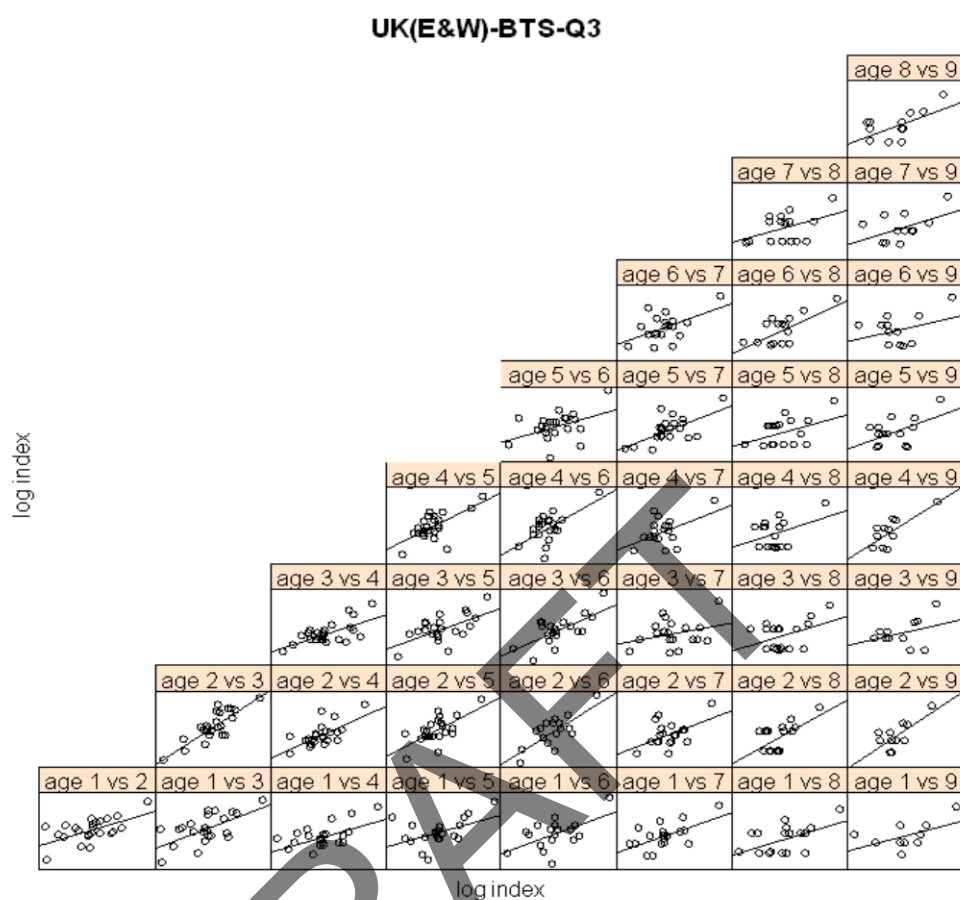 UK(E&W)-BTS-Q3
age 8 vs 9
age 7 vs 8 age 7 vs 9
age 6 vs 7 age 6 vs 8 age 6 vs 9
age 5 vs 6 age 5 vs 7 age 5 vs 8 age 5 vs 9
age 4 vs 5 age 4 vs 6 age 4 vs 7 age 4 vs 8 age 4 vs 9
age 3 vs 4 age 3 vs 5 age 3 vs 6 age 3 vs 7 age 3 vs 8 age 3 vs 9
age 2 vs 3 age 2 vs 4 age 2 vs 5 age 2 vs 6 age 2 vs 7 age 2 vs 8 age 2 vs 9
age 1 vs 2 age 1 vs 3 age 1 vs 4 age 1 vs 5 age 1 vs 6 age 1 vs 7 age 1 vs 8 age 1 vs 9
log index
log index
RAFT